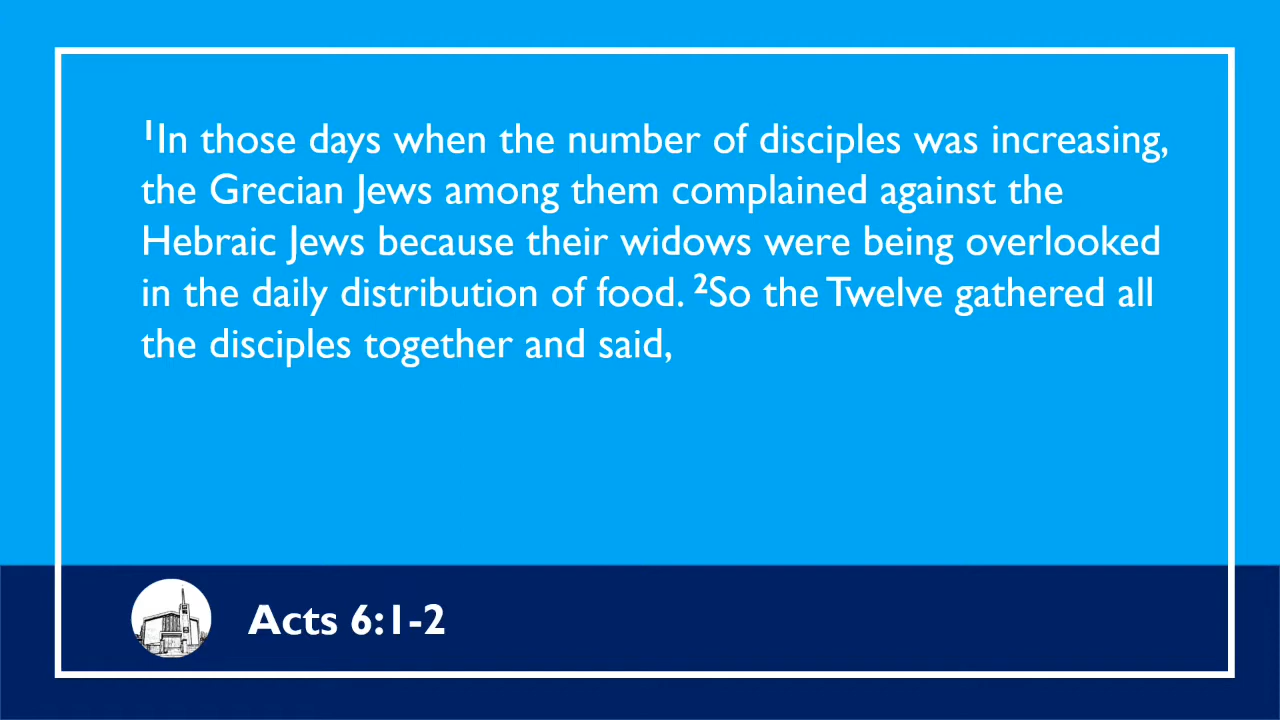 ¹In those days when the number of disciples was increasing,
the Grecian Jews among them complained against the
Hebraic Jews because their widows were being overlooked
in the daily distribution of food. ²So the Twelve gathered all
the disciples together and said,
Acts 6:1-2